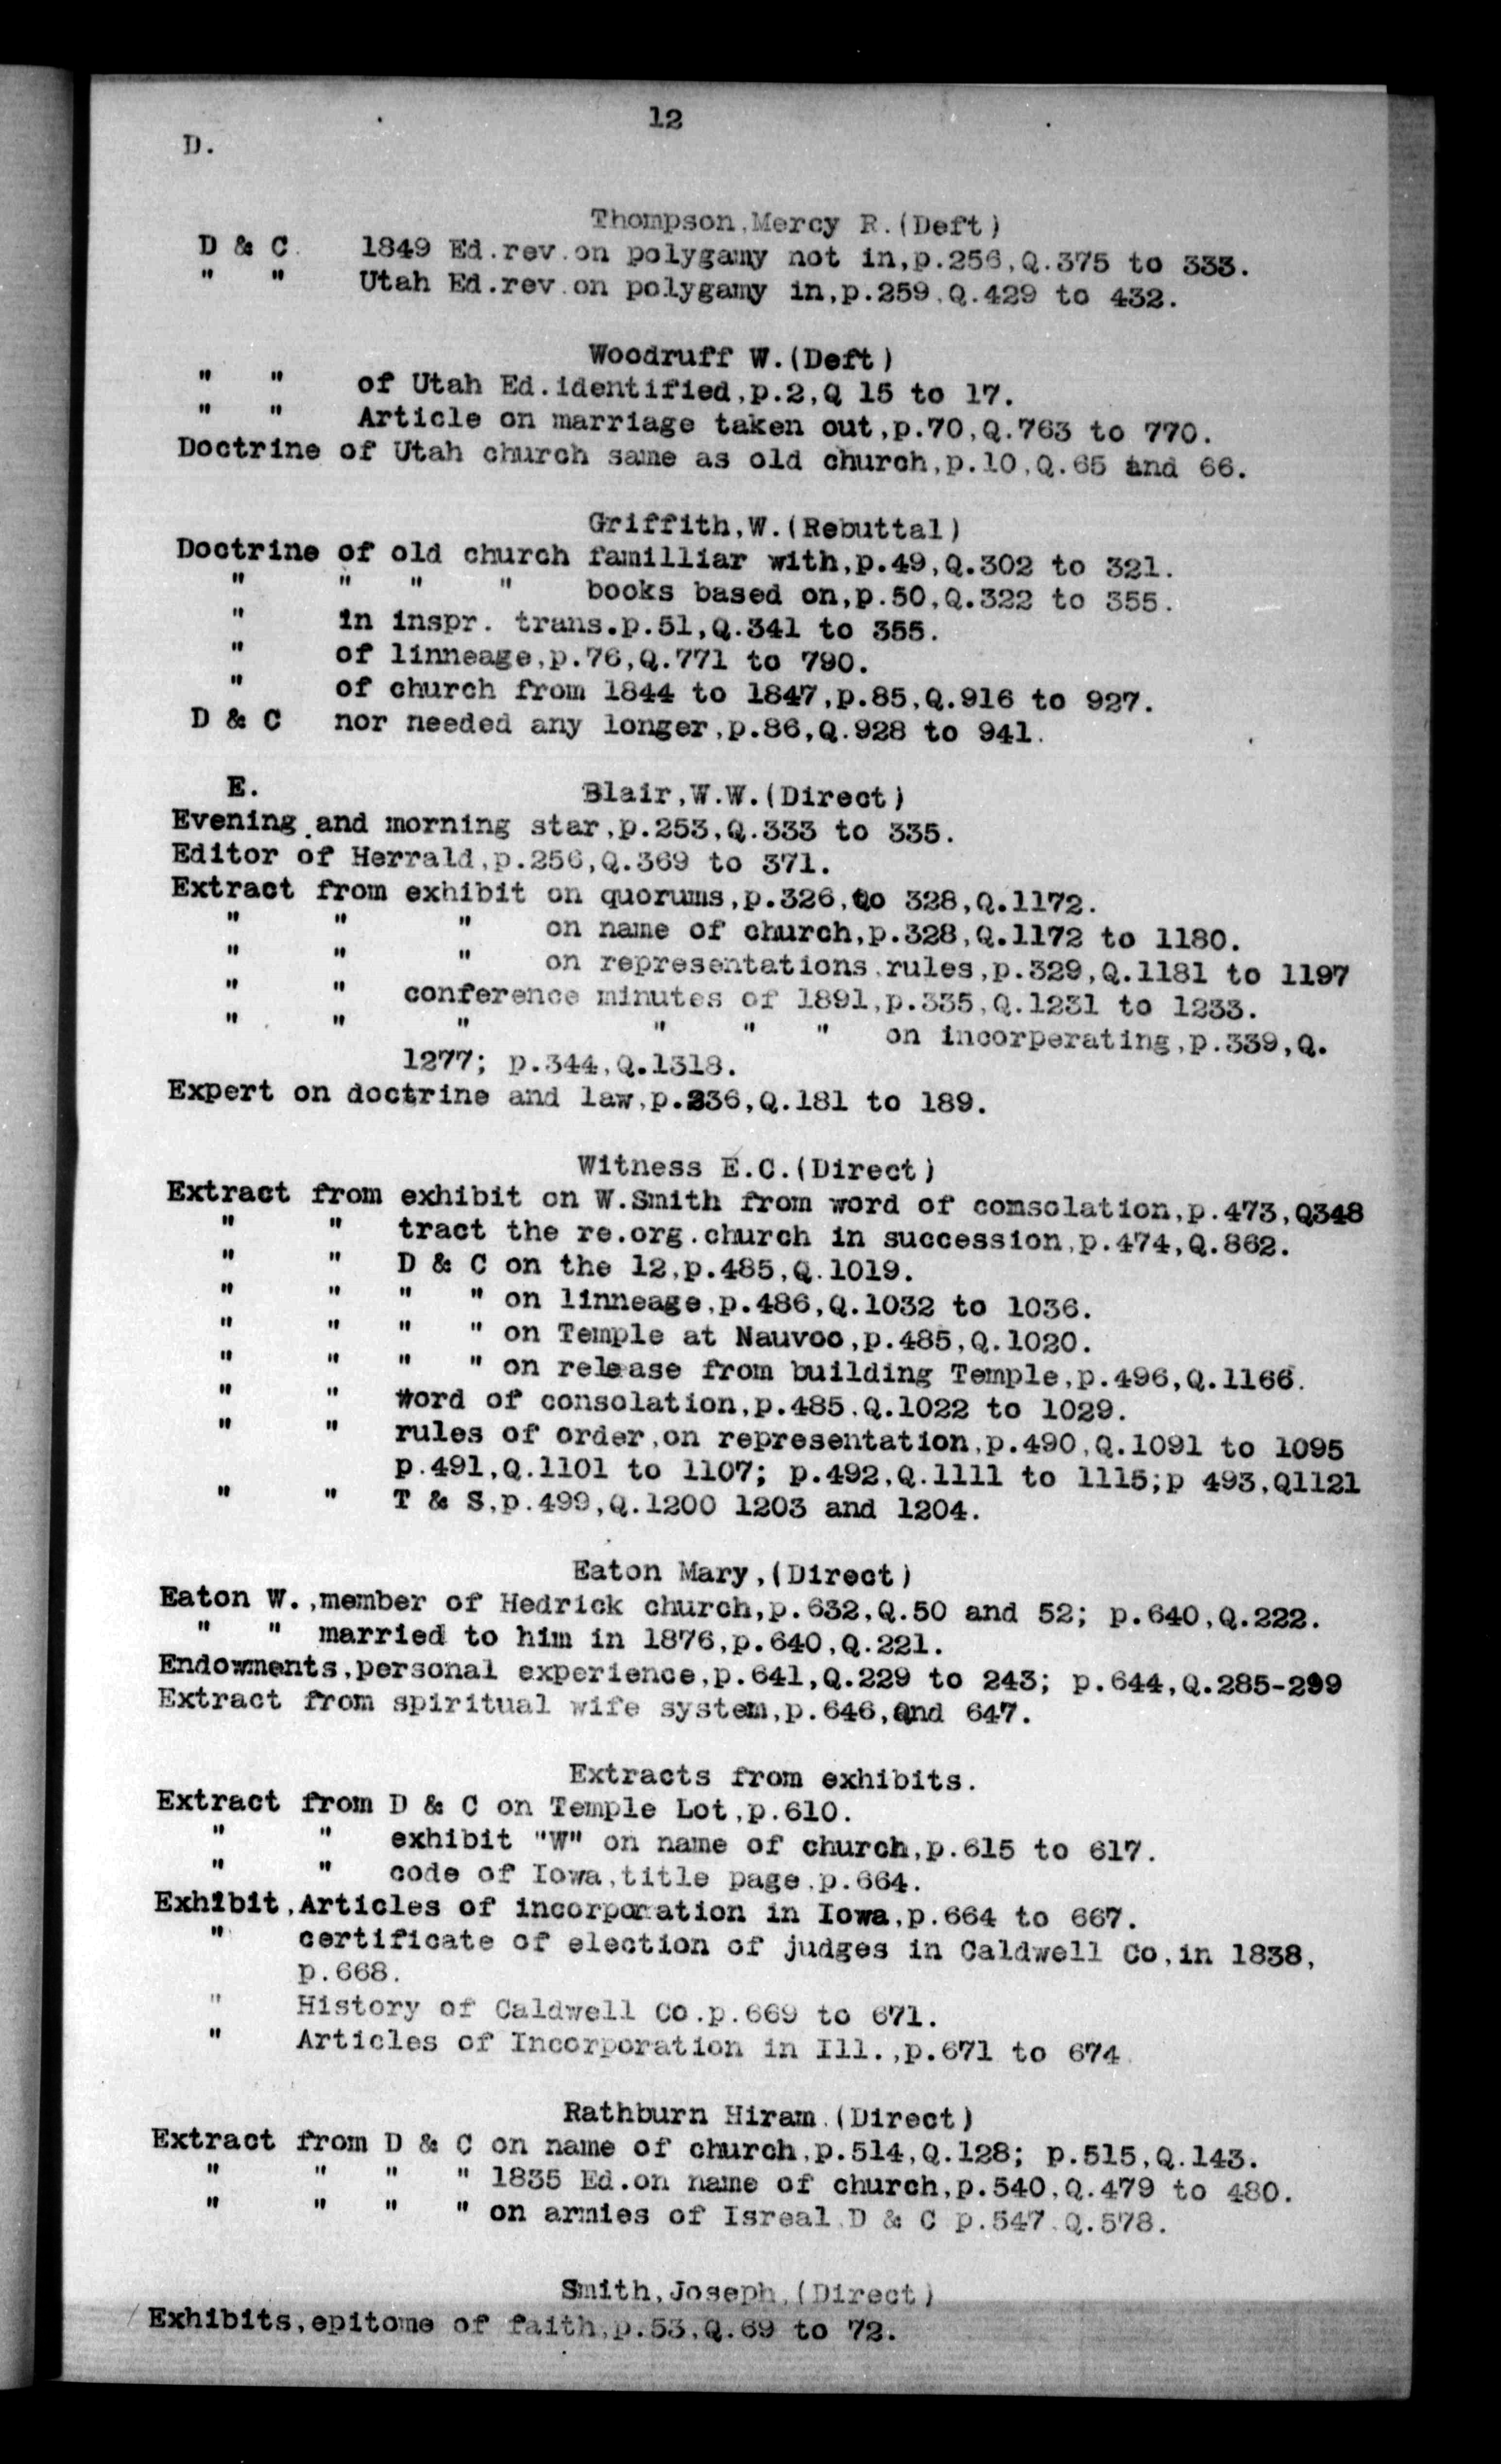 12
D.
Thompson,Mercy R.(Deft)
D & C. 1849 Ed.rev.on polygamy not in,p.256,Q.375 to 333.
" " Utah Ed.rev.on polygamy in,p.259,Q.429 to 432.
Woodruff W.(Deft)
" " of Utah Ed.identified,p.2,Q 15 to 17.
" " Article on marriage taken out,p.70,Q.763 to 770.
Doctrine of Utah church same as old church,p.10,Q.65 and 66.
Griffith,W.(Rebuttal)
Doctrine of old church familliar with,p.49,Q.302 to 321.
" " " " books based on,p.50,Q.322 to 355.
" in inspr. trans.p.51,Q.341 to 355.
" of linneage,p.76,Q.771 to 790.
" of church from 1844 to 1847,p.85,Q.916 to 927.
D & C nor needed any longer,p.86,Q.928 to 941.
E. Blair,W.W.(Direct)
Evening and morning star,p.253,Q.333 to 335.
Editor of Herrald,p.256,Q.369 to 371.
Extract from exhibit on quorums,p.326,to 328,Q.1172.
" " " on name of church,p.328,Q.1172 to 1180.
" " " on representations rules,p.329,Q.1181 to 1197
" " conference minutes of 1891,p.335,Q.1231 to 1233.
" " " " " " on incorperating,p.339,Q.
1277; p.344,Q.1318.
Expert on doctrine and law,p.236,Q.181 to 189.
Witness E.C.(Direct)
Extract from exhibit on W.Smith from word of comsolation,p.473,Q348
" " tract the re.org.church in succession,p.474,Q.862.
" " D & C on the 12,p.485,Q.1019.
" " " " on linneage,p.486,Q.1032 to 1036.
" " " " on Temple at Nauvoo,p.485,Q.1020.
" " " " on release from building Temple,p.496,Q.1166.
" " word of consolation,p.485.Q.1022 to 1029.
" " rules of order,on representation,p.490,Q.1091 to 1095
p.491,Q.1101 to 1107; p.492,Q.1111 to 1115;p 493,Q1121
" " T & S,p.499,Q.1200 1203 and 1204.
Eaton Mary,(Direct)
Eaton W.,member of Hedrick church,p.632,Q.50 and 52; p.640,Q.222.
" " married to him in 1876,p.640,Q.221.
Endowments,personal experience,p.641,Q.229 to 243; p.644,Q.285-299
Extract from spiritual wife system,p.646,and 647.
Extracts from exhibits.
Extract from D & C on Temple Lot,p.610.
" " exhibit "W" on name of church,p.615 to 617.
" " code of Iowa,title page,p.664.
Exhibit,Articles of incorporation in Iowa,p.664 to 667.
" certificate of election of judges in Caldwell Co,in 1838,
p.668.
" History of Caldwell Co.p.669 to 671.
" Articles of Incorporation in Ill.,p.671 to 674
Rathburn Hiram.(Direct)
Extract from D & C on name of church,p.514,Q.128; p.515,Q.143.
" " " " 1835 Ed.on name of church,p.540,Q.479 to 480.
" " " " on armies of Isreal D & C p.547.Q.578.
Smith,Joseph,(Direct)
Exhibits,epitome of faith,p.53,Q.69 to 72.